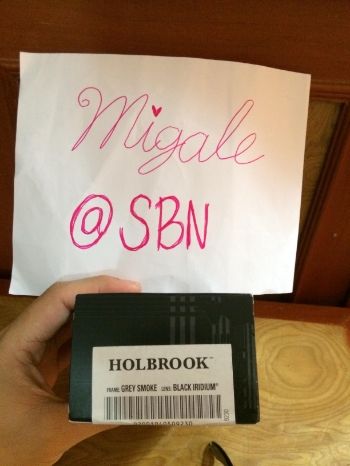 Migale
@ SBN
HOLBROOK™
FRAME: GREY SMOKE LENS: BLACK IRIDIUM®